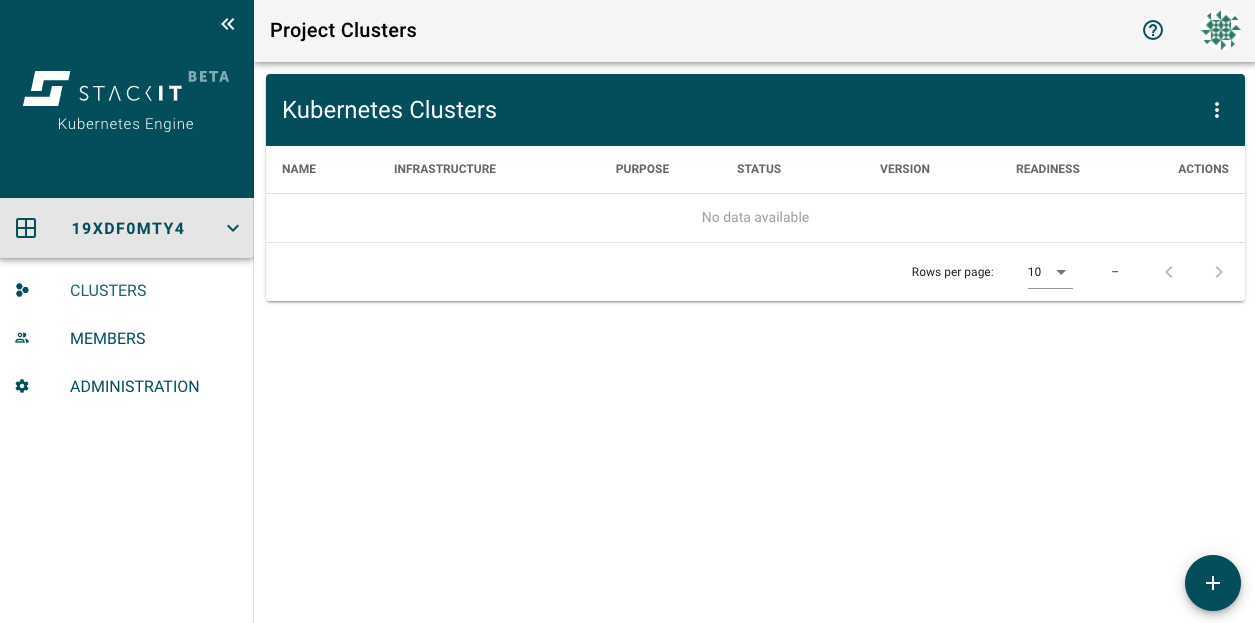 BETA
STACKIT
Kubernetes Engine
19XDF0MTY4
CLUSTERS
MEMBERS
ADMINISTRATION
Project Clusters
Kubernetes Clusters
NAME INFRASTRUCTURE PURPOSE STATUS VERSION READINESS ACTIONS
No data available
Rows per page: 10 –